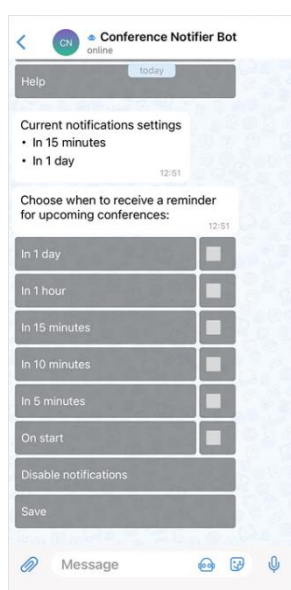 CN
Conference Notifier Bot
online
today
Help
Current notifications settings
• In 15 minutes
• In 1 day
12:51
Choose when to receive a reminder
for upcoming conferences:
12:51
In 1 day
In 1 hour
In 15 minutes
In 10 minutes
In 5 minutes
On start
Disable notifications
Save
Message